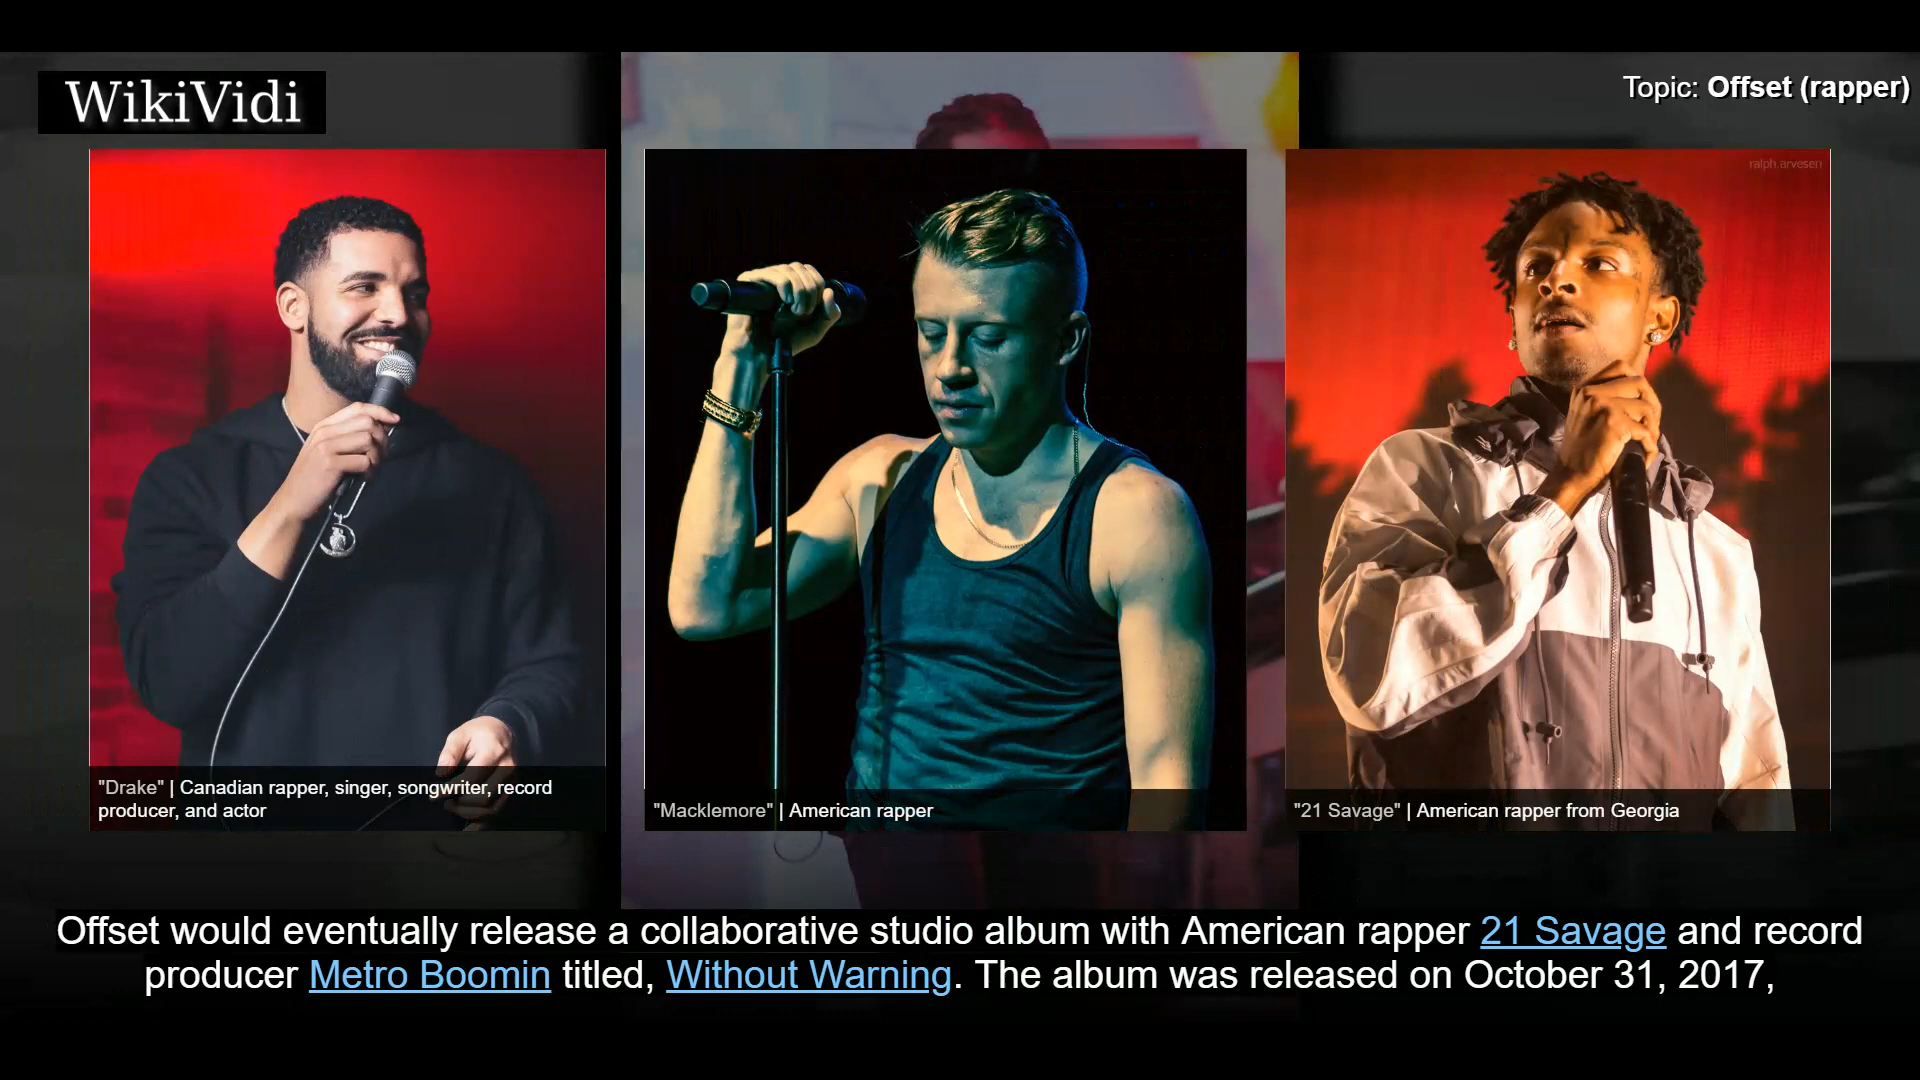 WikiVidi
Topic: Offset (rapper)
ralph.arvesen
"Drake" | Canadian rapper, singer, songwriter, record
producer, and actor
"Macklemore" | American rapper
"21 Savage" | American rapper from Georgia
Offset would eventually release a collaborative studio album with American rapper 21 Savage and record
producer Metro Boomin titled, Without Warning. The album was released on October 31, 2017,